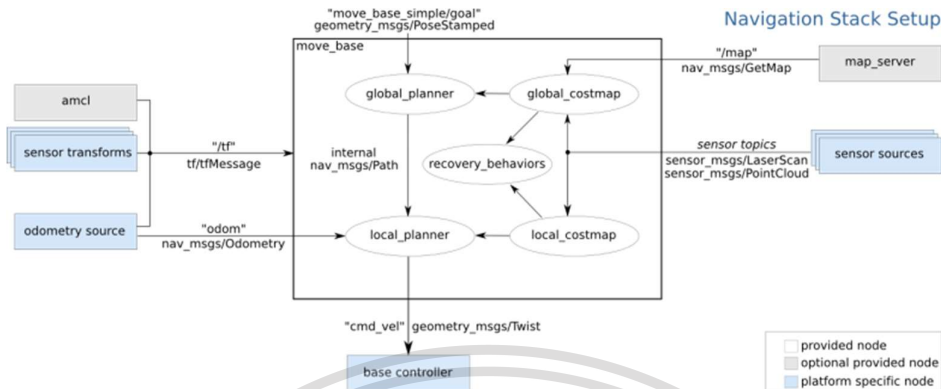 Navigation Stack Setup
"move_base_simple/goal"
geometry_msgs/PoseStamped
move_base
"/map"
nav_msgs/GetMap
map_server
global_planner
global_costmap
amcl
sensor transforms
"/tf"
tf/tfMessage
internal
nav_msgs/Path
recovery_behaviors
sensor topics
sensor_msgs/LaserScan
sensor_msgs/PointCloud
sensor sources
odometry source
"odom"
nav_msgs/Odometry
local_planner
local_costmap
"cmd_vel"
geometry_msgs/Twist
base controller
provided node
optional provided node
platform specific node